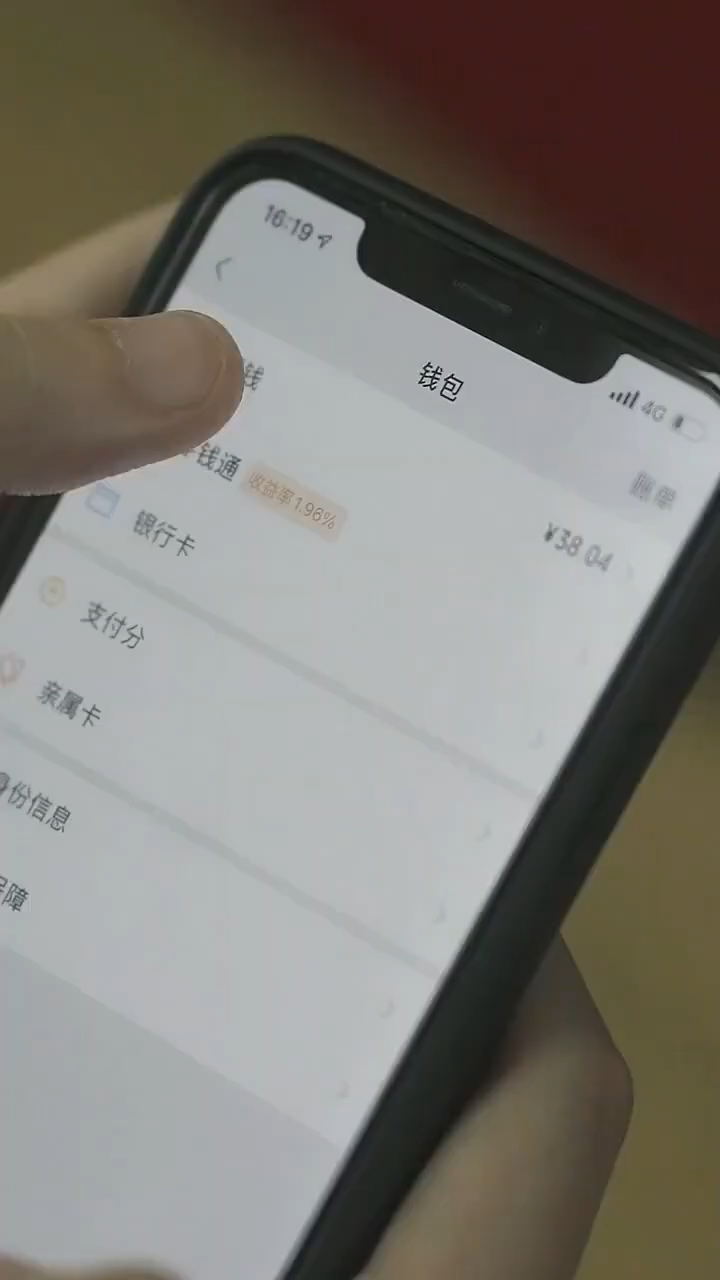 16:19
4G
钱包
账单
钱
¥38.04
钱通 收益率1.96%
银行卡
支付分
亲属卡
身份信息
障